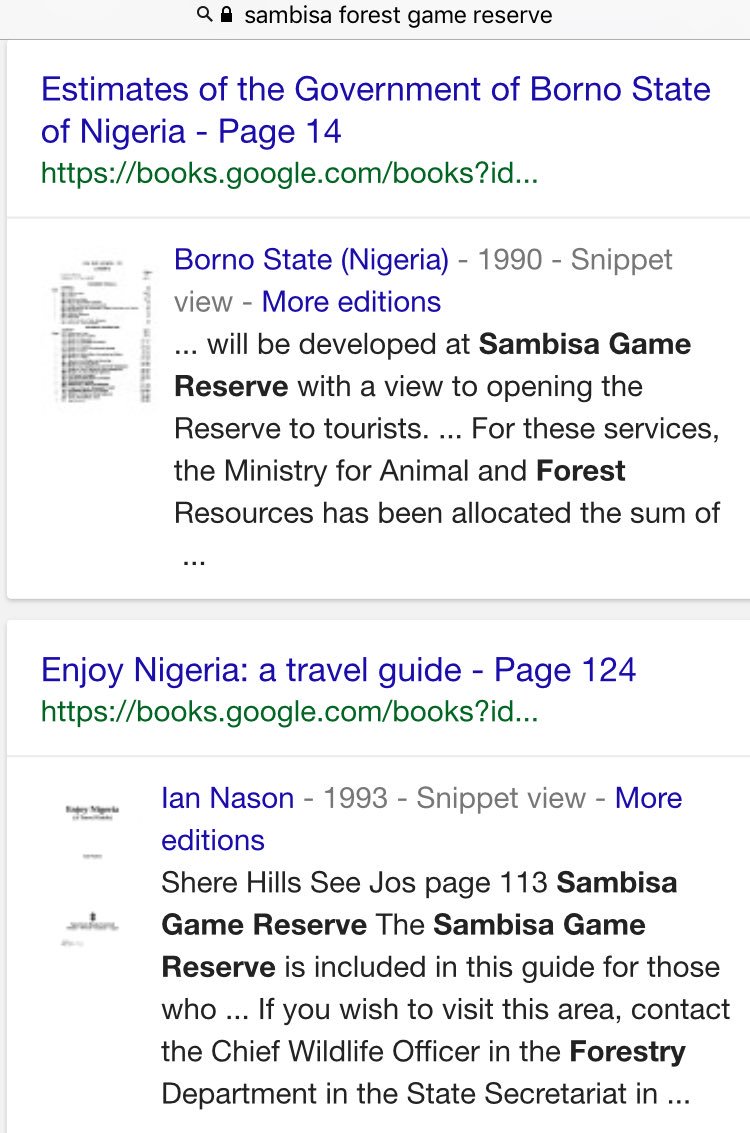 sambisa forest game reserve
Estimates of the Government of Borno State
of Nigeria - Page 14
https://books.google.com/books?id...
Borno State (Nigeria) - 1990 - Snippet
view - More editions
... will be developed at Sambisa Game
Reserve with a view to opening the
Reserve to tourists. ... For these services,
the Ministry for Animal and Forest
Resources has been allocated the sum of
...
Enjoy Nigeria: a travel guide - Page 124
https://books.google.com/books?id...
Enjoy Nigeria
Ian Nason - 1993 - Snippet view - More
editions
Shere Hills See Jos page 113 Sambisa
Game Reserve The Sambisa Game
Reserve is included in this guide for those
who ... If you wish to visit this area, contact
the Chief Wildlife Officer in the Forestry
Department in the State Secretariat in ...